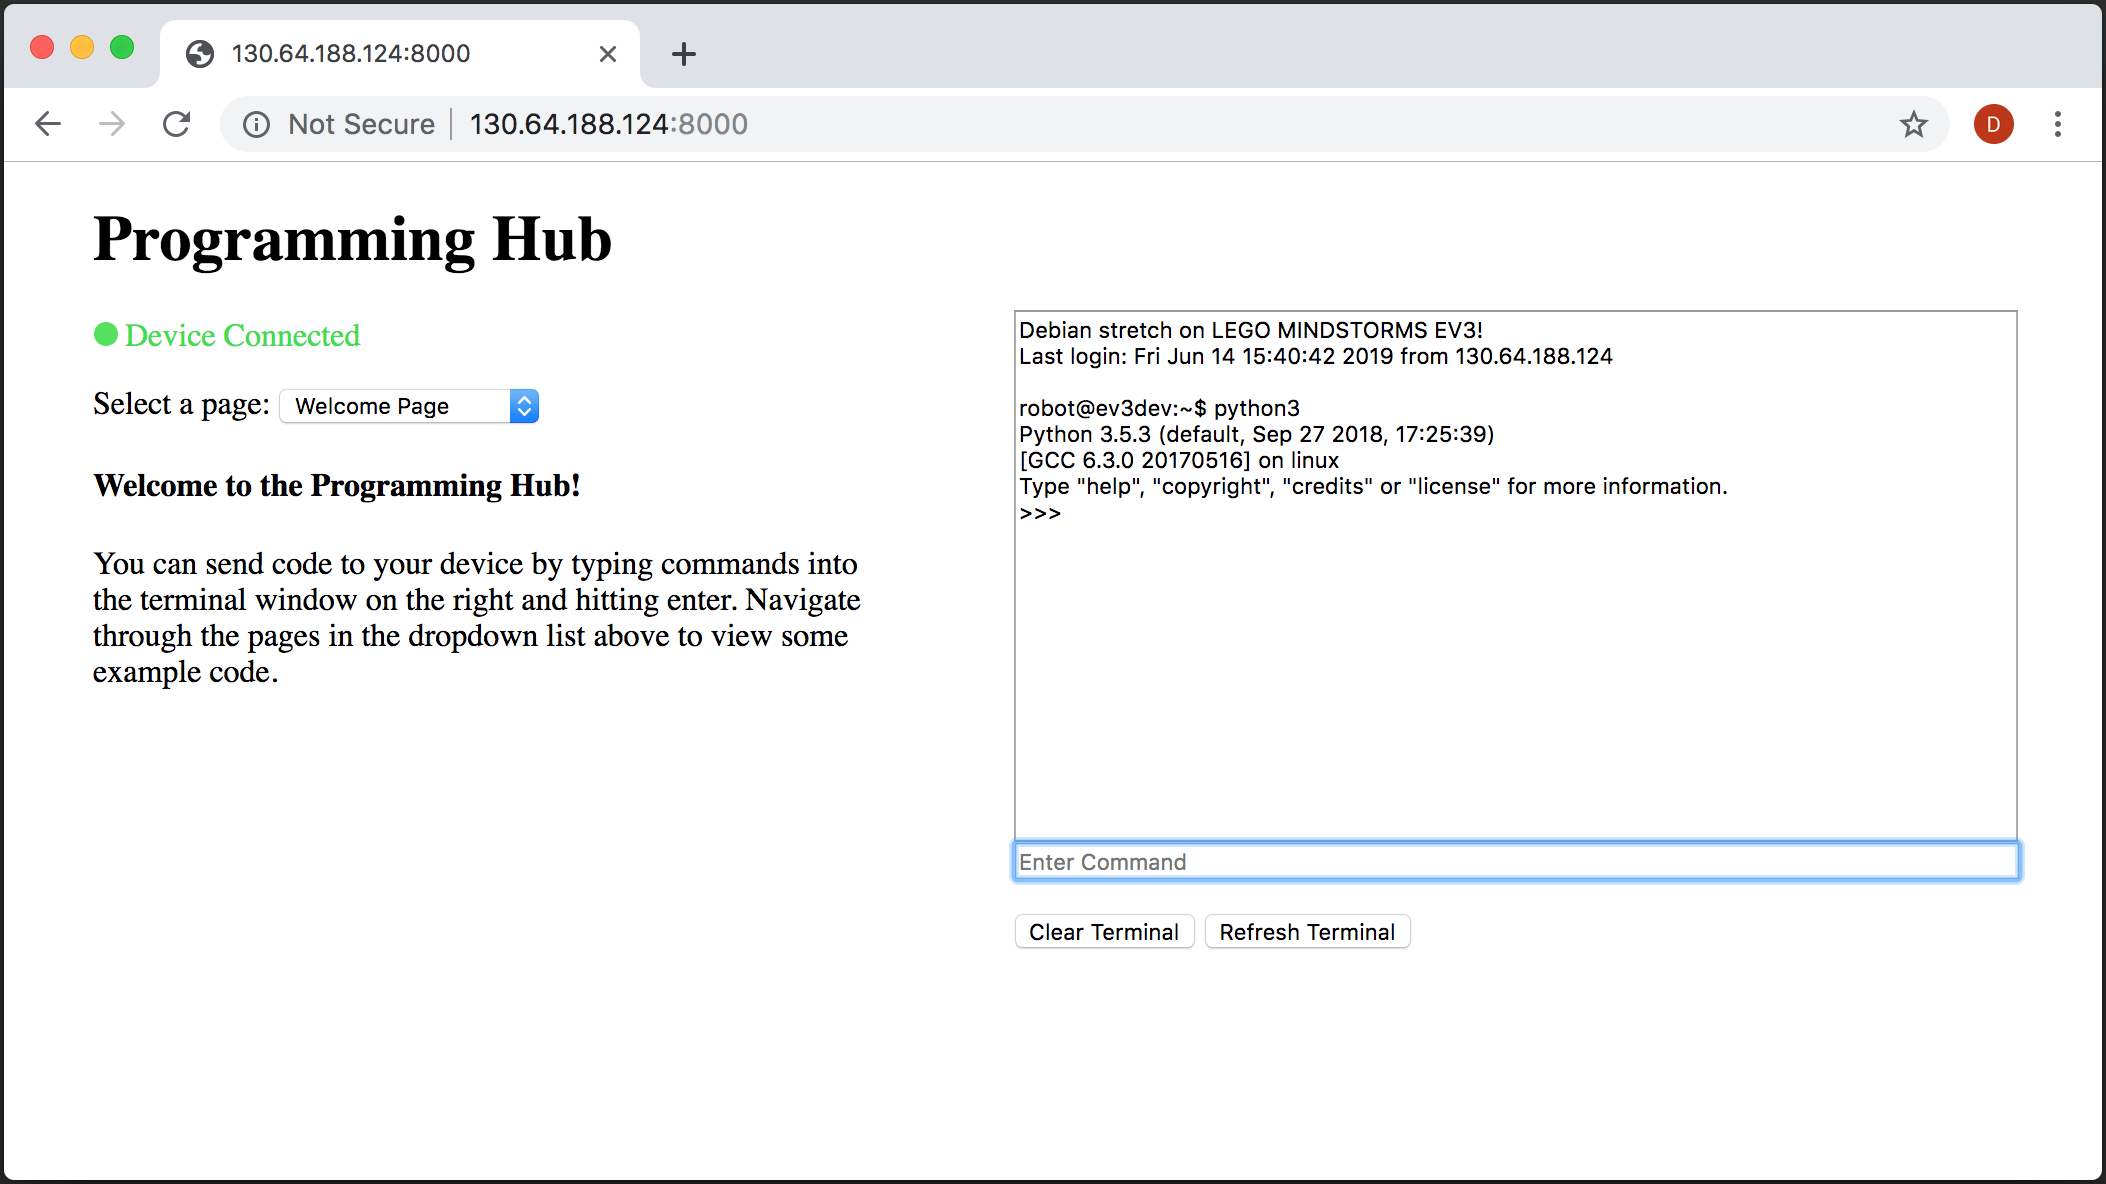 130.64.188.124:8000
Not Secure 130.64.188.124:8000
D
Programming Hub
Device Connected
Select a page: Welcome Page
Welcome to the Programming Hub!
You can send code to your device by typing commands into
the terminal window on the right and hitting enter. Navigate
through the pages in the dropdown list above to view some
example code.
Debian stretch on LEGO MINDSTORMS EV3!
Last login: Fri Jun 14 15:40:42 2019 from 130.64.188.124
robot@ev3dev:~$ python3
Python 3.5.3 (default, Sep 27 2018, 17:25:39)
[GCC 6.3.0 20170516] on linux
Type "help", "copyright", "credits" or "license" for more information.
>>>
Enter Command
Clear Terminal Refresh Terminal